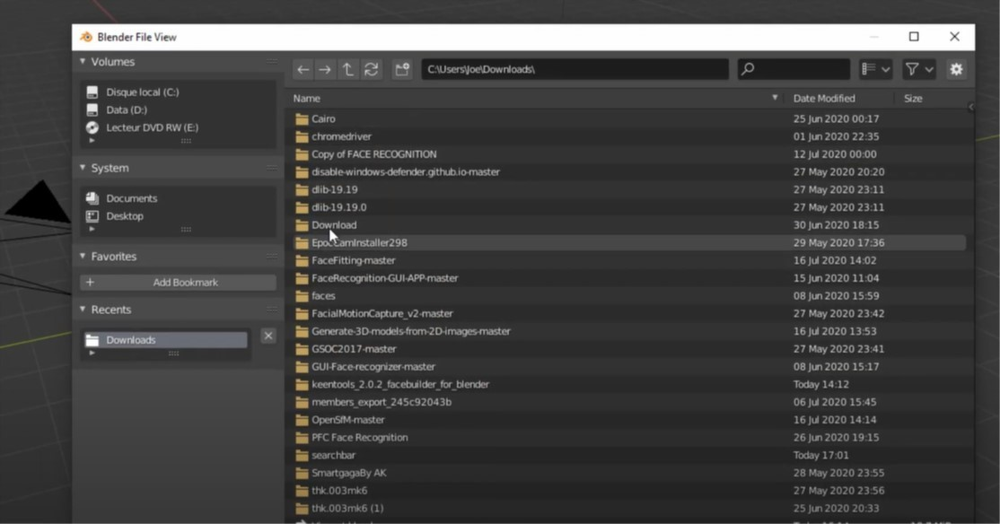 Blender File View
Volumes
Disque local (C:)
Data (D:)
Lecteur DVD RW (E:)
System
Documents
Desktop
Favorites
+ Add Bookmark
Recents
Downloads
C:\Users\Joe\Downloads\
Name Date Modified Size
Cairo 25 Jun 2020 00:17
chromedriver 01 Jun 2020 22:35
Copy of FACE RECOGNITION 12 Jul 2020 00:00
disable-windows-defender.github.io-master 27 May 2020 20:20
dlib-19.19 27 May 2020 23:11
dlib-19.19.0 27 May 2020 23:11
Download 30 Jun 2020 18:15
EpocCamInstaller298 29 May 2020 17:36
FaceFitting-master 16 Jul 2020 14:02
FaceRecognition-GUI-APP-master 15 Jun 2020 11:04
faces 08 Jun 2020 15:59
FacialMotionCapture_v2-master 27 May 2020 23:42
Generate-3D-models-from-2D-images-master 16 Jul 2020 13:53
GSOC2017-master 27 May 2020 23:41
GUI-Face-recognizer-master 08 Jun 2020 15:17
keentools_2.0.2_facebuilder_for_blender Today 14:12
members_export_245c92043b 06 Jul 2020 15:45
OpenSfM-master 16 Jul 2020 14:14
PFC Face Recognition 26 Jun 2020 19:15
searchbar Today 17:01
SmartgagaBy AK 28 May 2020 23:55
thk.003mk6 27 May 2020 23:56
thk.003mk6 (1) 25 Jun 2020 20:33